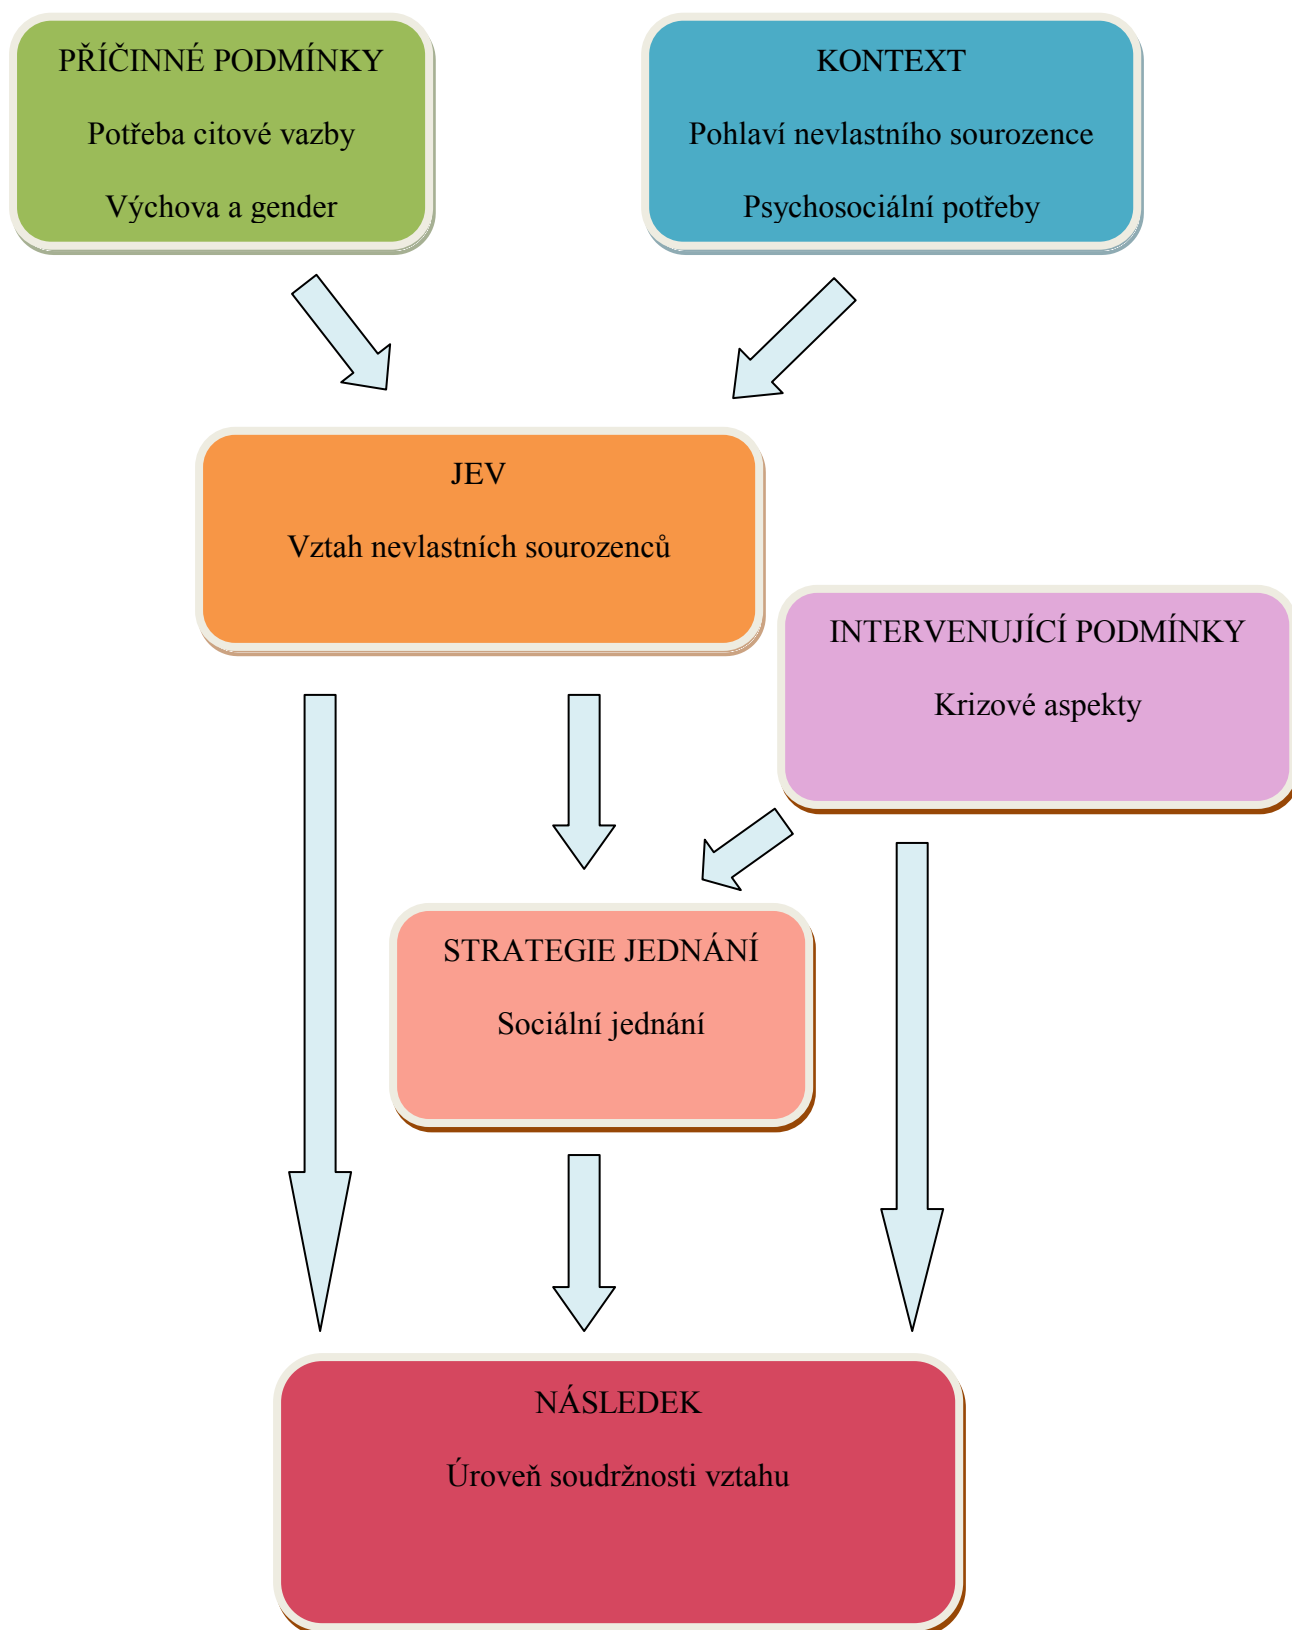 PŘÍČINNÉ PODMÍNKY
Potřeba citové vazby
Výchova a gender
KONTEXT
Pohlaví nevlastního sourozence
Psychosociální potřeby
JEV
Vztah nevlastních sourozenců
INTERVENUJÍCÍ PODMÍNKY
Krizové aspekty
STRATEGIE JEDNÁNÍ
Sociální jednání
NÁSLEDEK
Úroveň soudržnosti vztahu